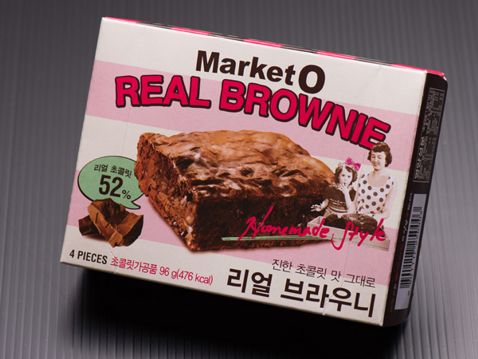 Market O
REAL BROWNIE
리얼 초콜릿
52%
Homemade Style
진한 초콜릿 맛 그대로
4 PIECES 초콜릿가공품 96 g(476 kcal)
리얼 브라우니